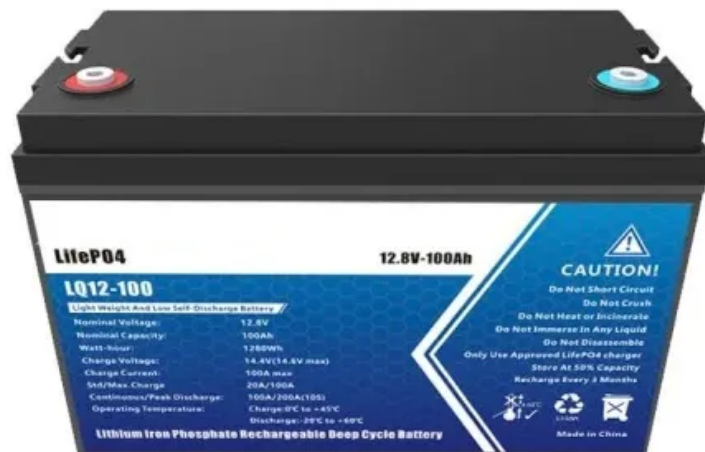 LifePO4
12.8V-100Ah
LQ12-100
Light Weight And Low Self-Discharge Battery
Nominal Voltage: 12.8V
Nominal Capacity: 100Ah
Watt-hour: 1280Wh
Charge Voltage: 14.4V(14.6V max)
Charge Current: 100A max
Std/Max.Charge 20A/100A
Continuous/Peak Discharge: 100A/200A(10S)
Operating Temperature: Charge:0℃ to +45℃
Discharge:-20℃ to +60℃
Lithium Iron Phosphate Rechargeable Deep Cycle Battery
CAUTION!
Do Not Short Circuit
Do Not Crush
Do Not Heat or Incinerate
Do Not Immerse In Any Liquid
Do Not Disassemble
Only Use Approved LifePO4 charger
Store At 50% Capacity
Recharge Every 3 Months
Made in China